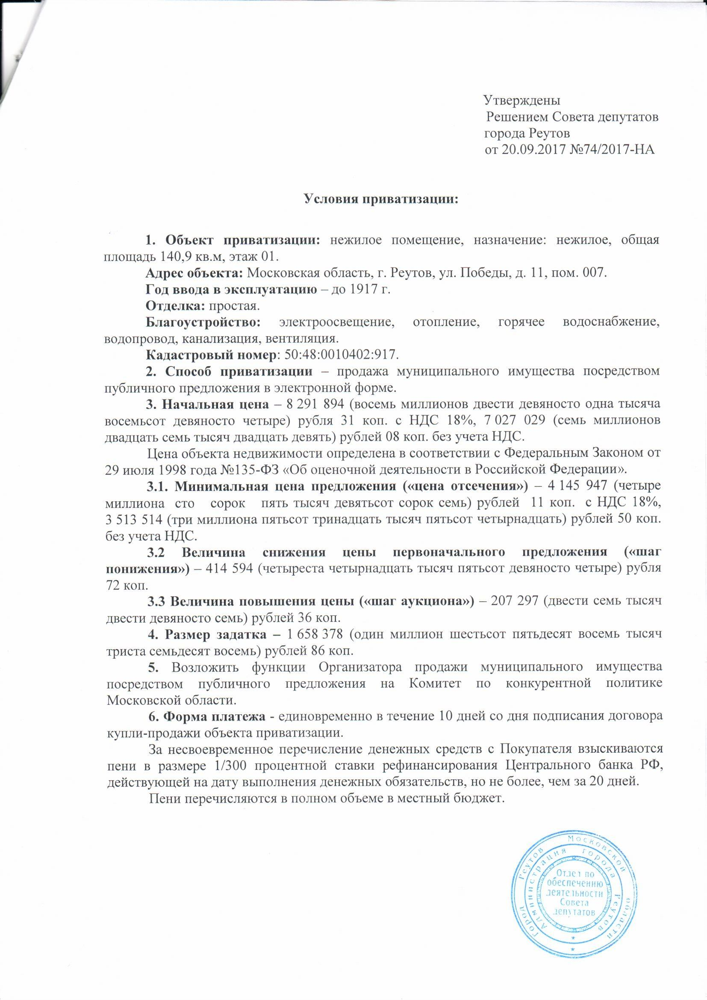 Утверждены
Решением Совета депутатов
города Реутов
от 20.09.2017 №74/2017-НА
Условия приватизации:
1. Объект приватизации: нежилое помещение, назначение: нежилое, общая
площадь 140,9 кв.м, этаж 01.
Адрес объекта: Московская область, г. Реутов, ул. Победы, д. 11, пом. 007.
Год ввода в эксплуатацию – до 1917 г.
Отделка: простая.
Благоустройство: электроосвещение, отопление, горячее водоснабжение,
водопровод, канализация, вентиляция.
Кадастровый номер: 50:48:0010402:917.
2. Способ приватизации – продажа муниципального имущества посредством
публичного предложения в электронной форме.
3. Начальная цена – 8 291 894 (восемь миллионов двести девяносто одна тысяча
восемьсот девяносто четыре) рубля 31 коп. с НДС 18%, 7 027 029 (семь миллионов
двадцать семь тысяч двадцать девять) рублей 08 коп. без учета НДС.
Цена объекта недвижимости определена в соответствии с Федеральным Законом от
29 июля 1998 года №135-ФЗ «Об оценочной деятельности в Российской Федерации».
3.1. Минимальная цена предложения («цена отсечения») – 4 145 947 (четыре
миллиона сто сорок пять тысяч девятьсот сорок семь) рублей 11 коп. с НДС 18%,
3 513 514 (три миллиона пятьсот тринадцать тысяч пятьсот четырнадцать) рублей 50 коп.
без учета НДС.
3.2 Величина снижения цены первоначального предложения («шаг
понижения») – 414 594 (четыреста четырнадцать тысяч пятьсот девяносто четыре) рубля
72 коп.
3.3 Величина повышения цены («шаг аукциона») – 207 297 (двести семь тысяч
двести девяносто семь) рублей 36 коп.
4. Размер задатка – 1 658 378 (один миллион шестьсот пятьдесят восемь тысяч
триста семьдесят восемь) рублей 86 коп.
5. Возложить функции Организатора продажи муниципального имущества
посредством публичного предложения на Комитет по конкурентной политике
Московской области.
6. Форма платежа - единовременно в течение 10 дней со дня подписания договора
купли-продажи объекта приватизации.
За несвоевременное перечисление денежных средств с Покупателя взыскиваются
пени в размере 1/300 процентной ставки рефинансирования Центрального банка РФ,
действующей на дату выполнения денежных обязательств, но не более, чем за 20 дней.
Пени перечисляются в полном объеме в местный бюджет.
Город Реутов Московской области
Администрация города Реутов
Отдел по
обеспечению
деятельности
Совета
депутатов